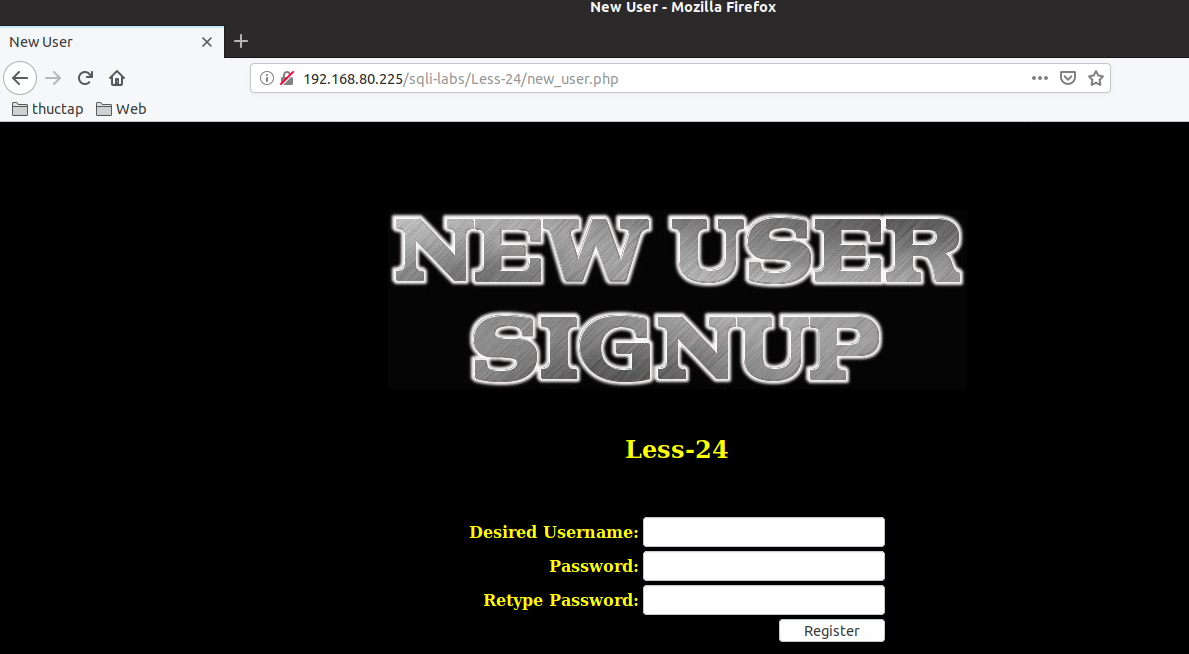 New User - Mozilla Firefox
New User
192.168.80.225/sqli-labs/Less-24/new_user.php
thuctap Web
NEW USER
SIGNUP
Less-24
Desired Username:
Password:
Retype Password:
Register